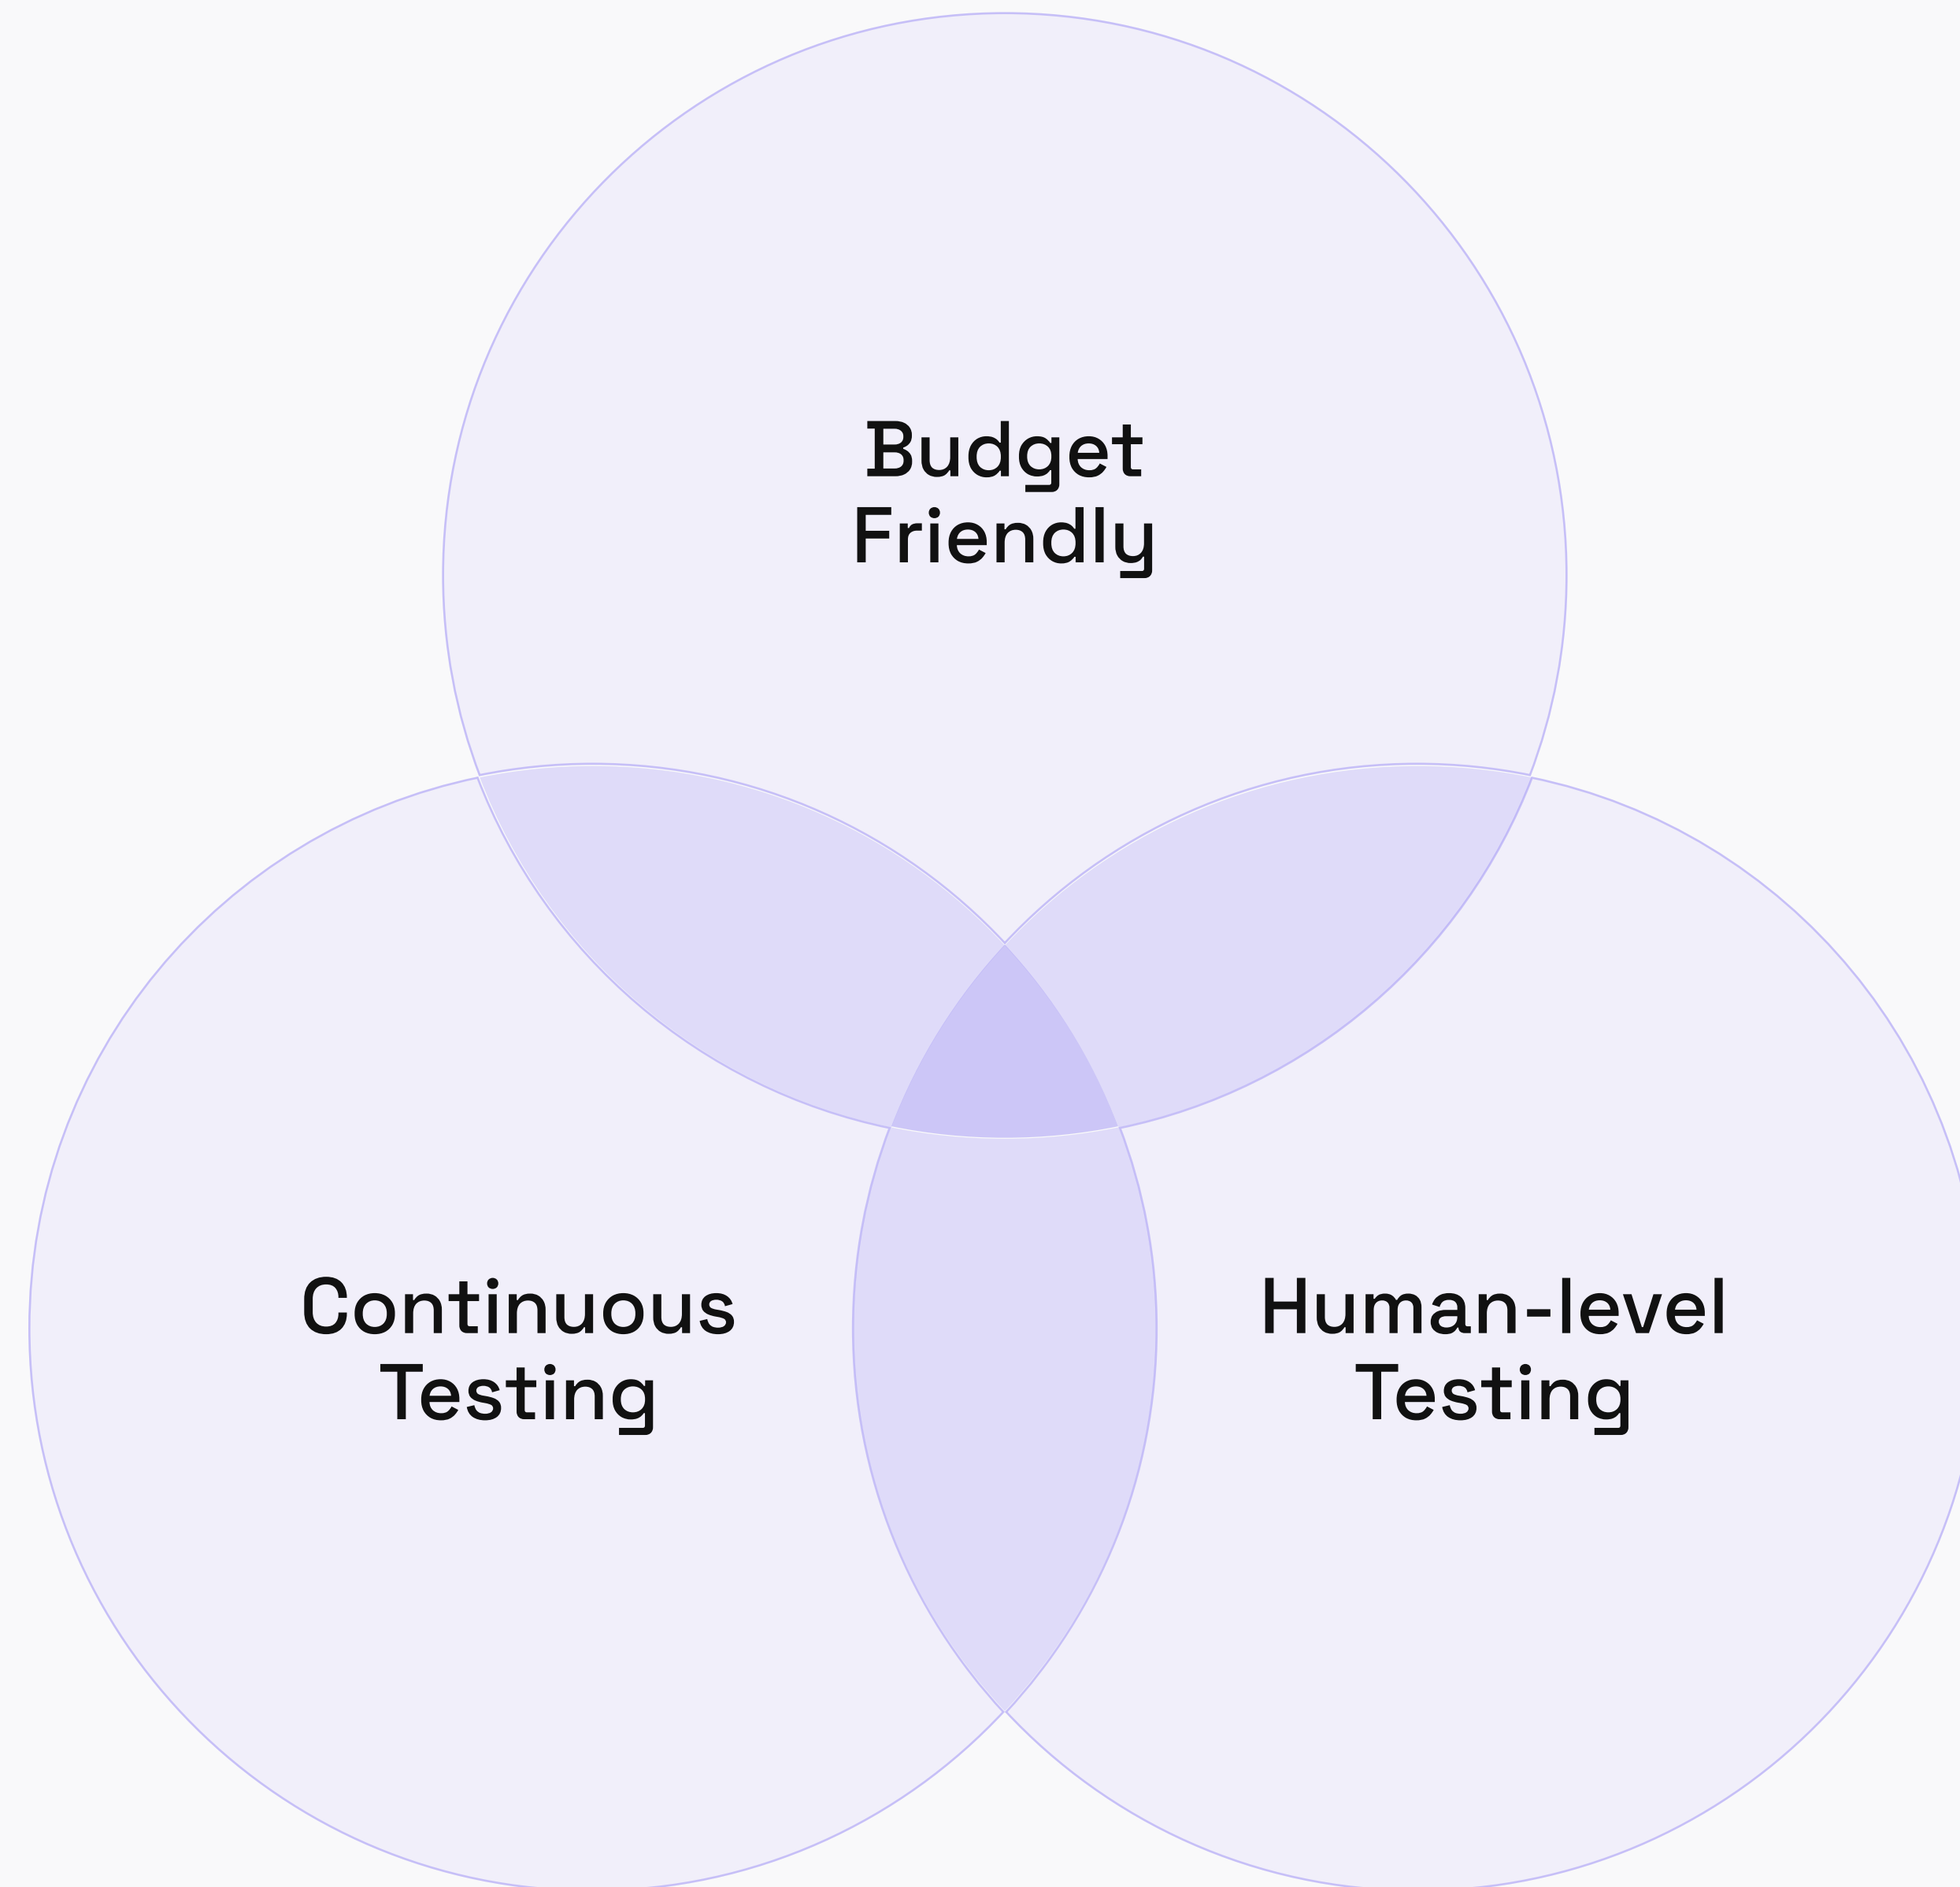 Budget
Friendly
Continuous
Testing
Human-level
Testing